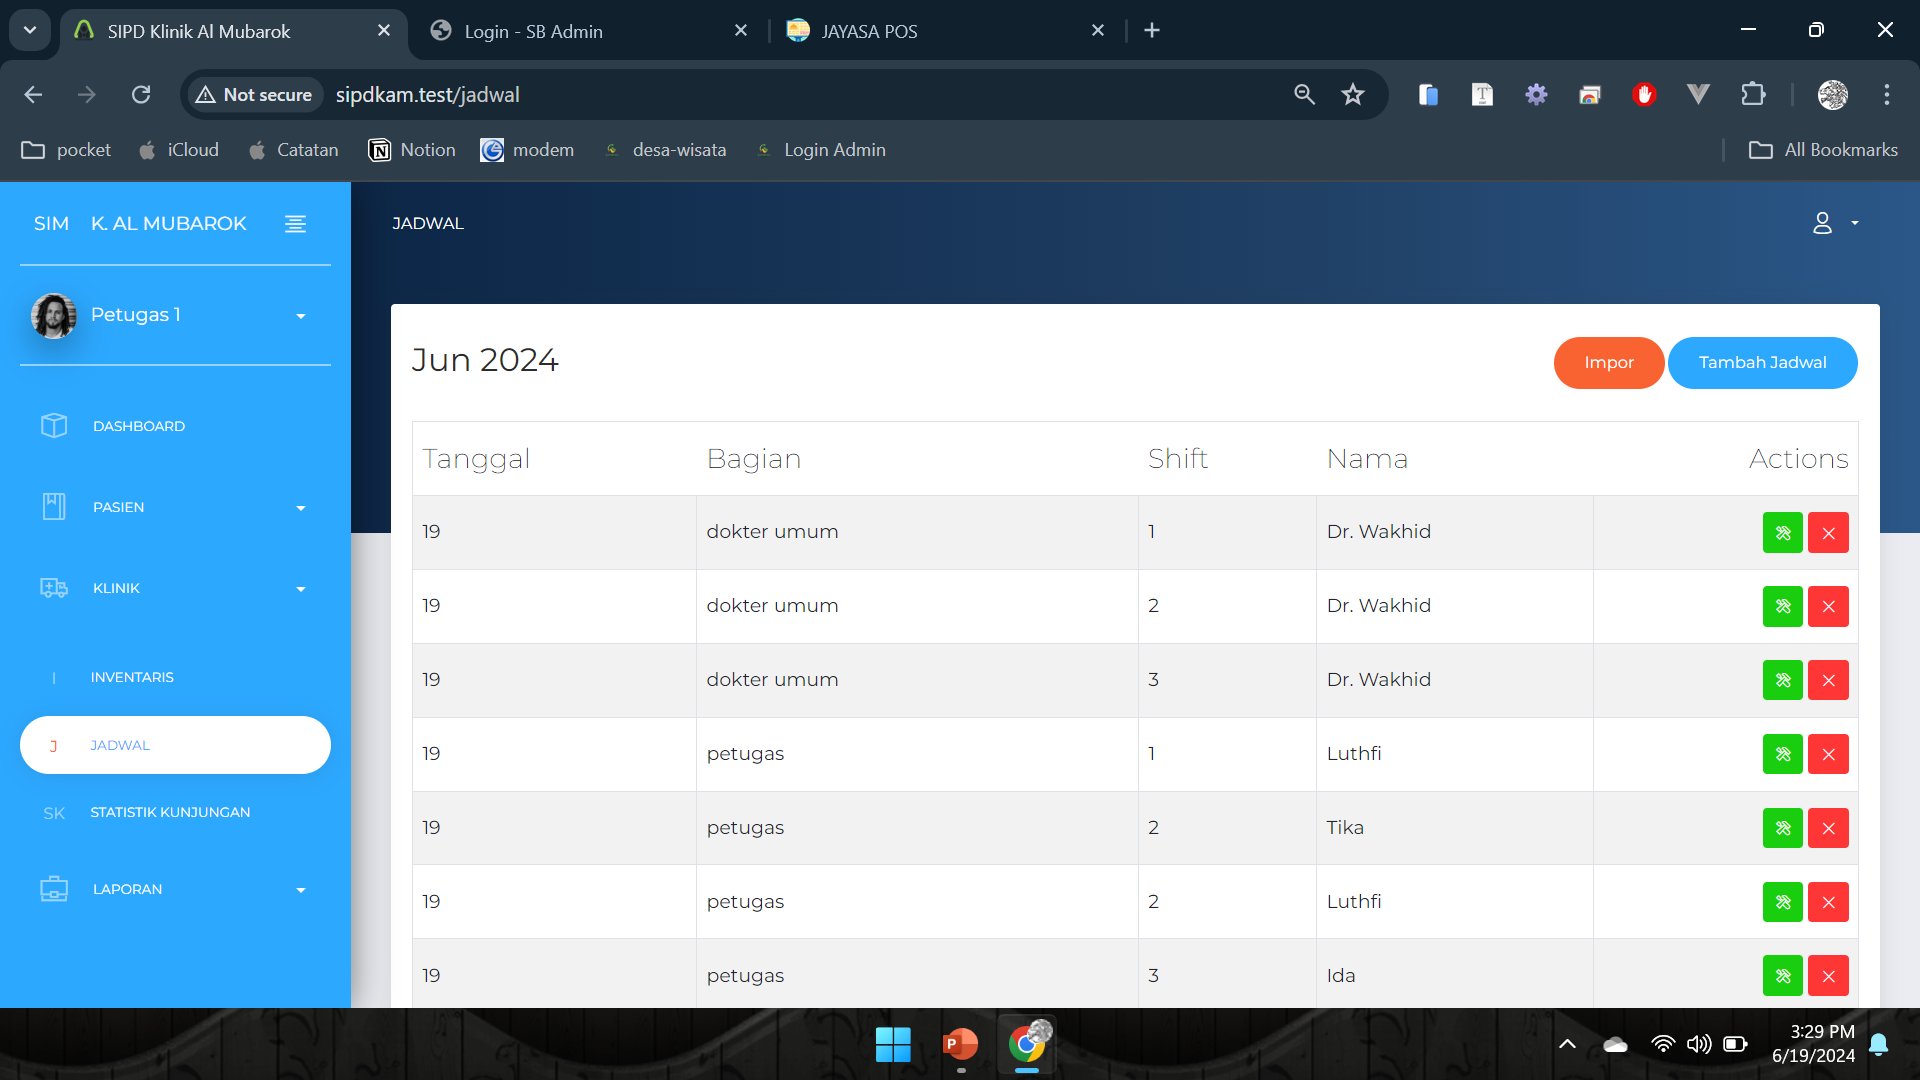 SIPD Klinik Al Mubarok
Login - SB Admin
JAYASA POS
Not secure
sipdkam.test/jadwal
pocket
iCloud
Catatan
Notion
modem
desa-wisata
Login Admin
All Bookmarks
SIM K. AL MUBAROK
JADWAL
Petugas 1
DASHBOARD
PASIEN
KLINIK
I INVENTARIS
J JADWAL
SK STATISTIK KUNJUNGAN
LAPORAN
Jun 2024
Impor
Tambah Jadwal
Tanggal Bagian Shift Nama Actions
19 dokter umum 1 Dr. Wakhid
19 dokter umum 2 Dr. Wakhid
19 dokter umum 3 Dr. Wakhid
19 petugas 1 Luthfi
19 petugas 2 Tika
19 petugas 2 Luthfi
19 petugas 3 Ida
3:29 PM
6/19/2024